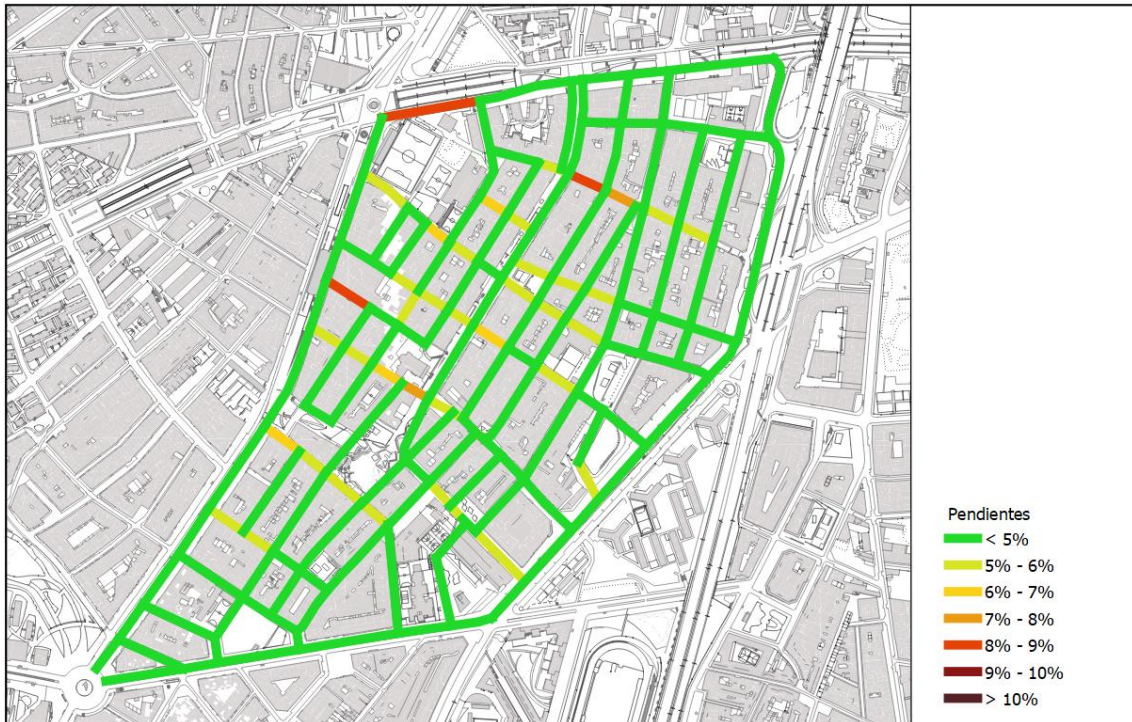 Pendientes
< 5%
5% - 6%
6% - 7%
7% - 8%
8% - 9%
9% - 10%
> 10%